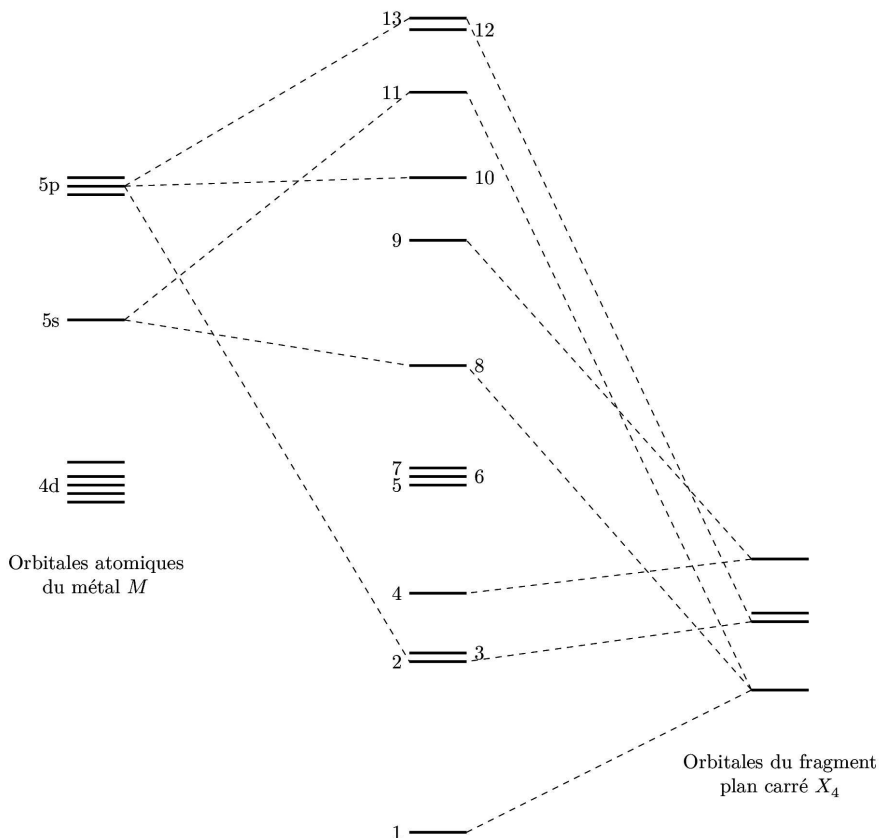 13
12
11
5p
10
9
5s
8
7
6
4d
5
Orbitales atomiques
du métal M
4
3
2
Orbitales du fragment
plan carré X₄
1